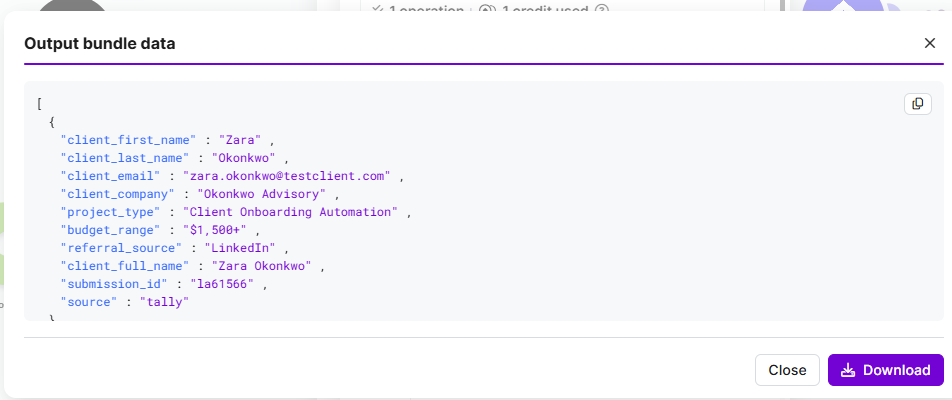 1 operation
1 credit used
Output bundle data
[
{
"client_first_name" : "Zara" ,
"client_last_name" : "Okonkwo" ,
"client_email" : "zara.okonkwo@testclient.com" ,
"client_company" : "Okonkwo Advisory" ,
"project_type" : "Client Onboarding Automation" ,
"budget_range" : "$1,500+" ,
"referral_source" : "LinkedIn" ,
"client_full_name" : "Zara Okonkwo" ,
"submission_id" : "la61566" ,
"source" : "tally"
}
Close
Download